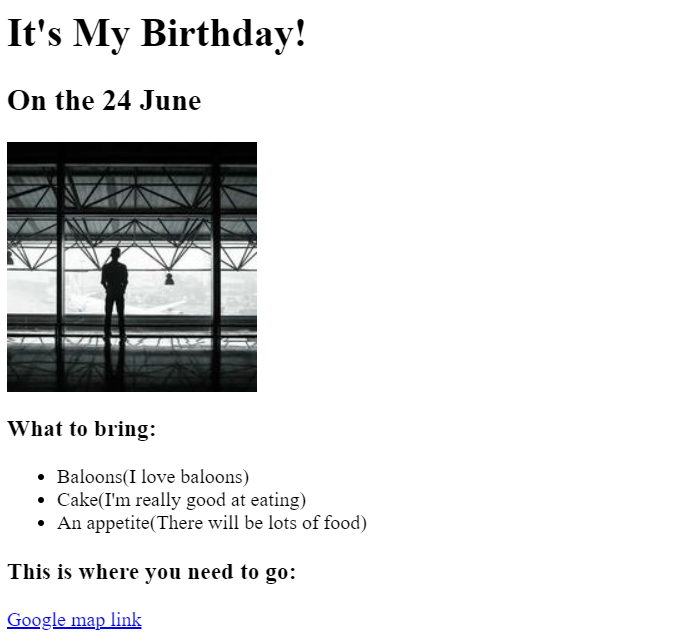 It's My Birthday!
On the 24 June
What to bring:
Baloons(I love baloons)
Cake(I'm really good at eating)
An appetite(There will be lots of food)
This is where you need to go:
Google map link